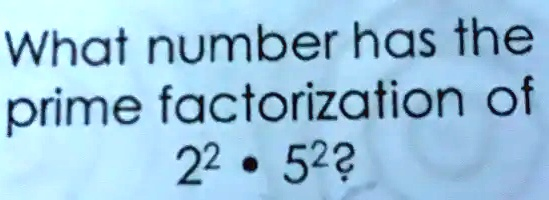 What number has the
prime factorization of
2² • 5²?